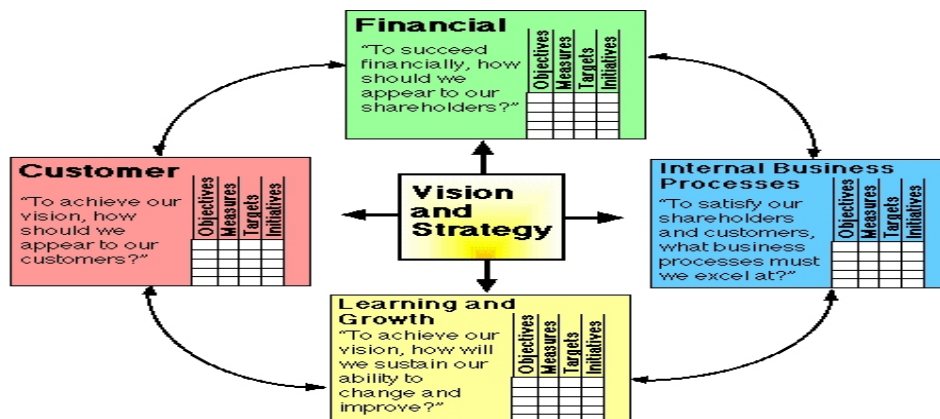 Financial
“To succeed
financially, how
should we
appear to our
shareholders?”
Objectives
Measures
Targets
Initiatives
Customer
“To achieve our
vision, how
should we
appear to our
customers?”
Objectives
Measures
Targets
Initiatives
Vision
and
Strategy
Internal Business
Processes
“To satisfy our
shareholders
and customers,
what business
processes must
we excel at?”
Objectives
Measures
Targets
Initiatives
Learning and
Growth
“To achieve our
vision, how will
we sustain our
ability to
change and
improve?”
Objectives
Measures
Targets
Initiatives